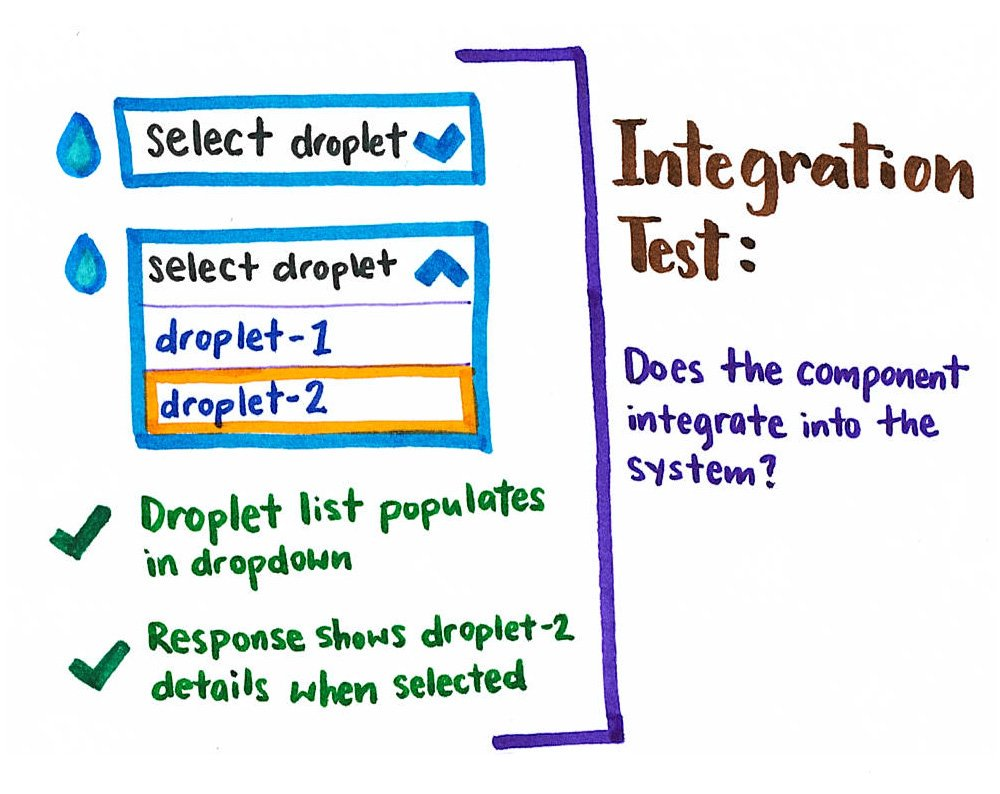 select droplet
select droplet
droplet-1
droplet-2
Droplet list populates
in dropdown
Response shows droplet-2
details when selected
Integration
Test:
Does the component
integrate into the
system?